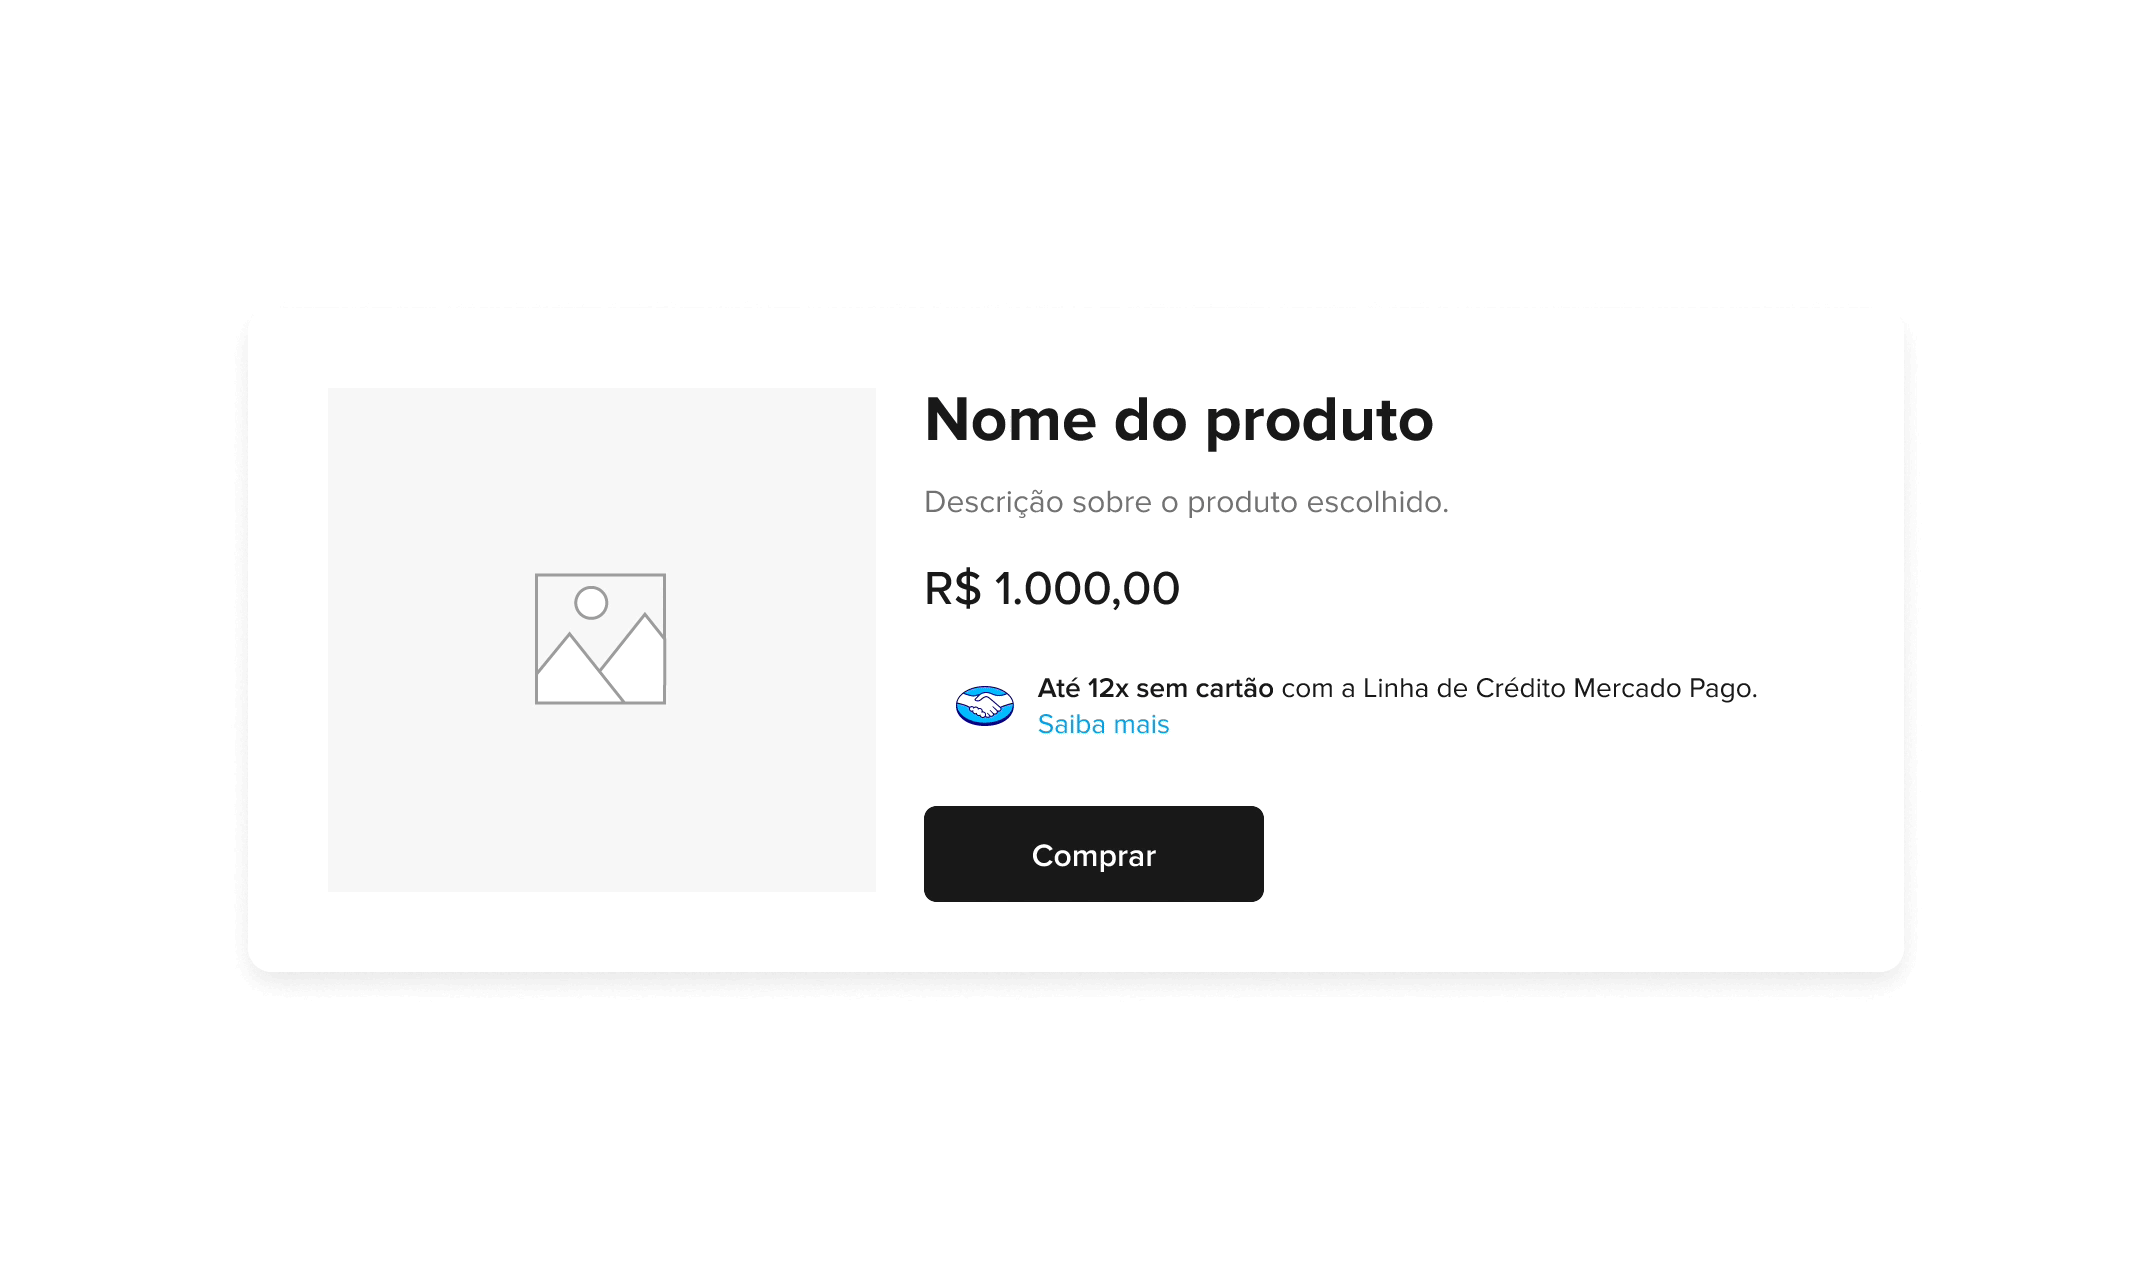 Nome do produto
Descrição sobre o produto escolhido.
R$ 1.000,00
Até 12x sem cartão com a Linha de Crédito Mercado Pago.
Saiba mais
Comprar